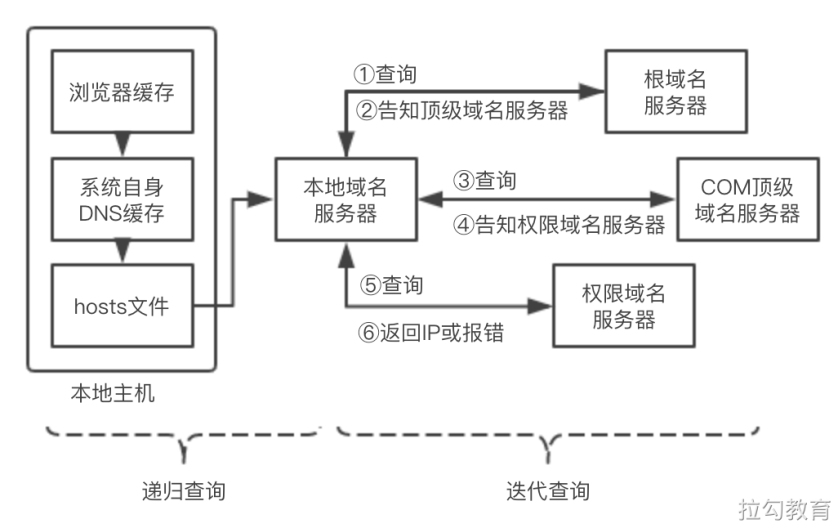 浏览器缓存
系统自身
DNS缓存
hosts文件
本地主机
本地域名
服务器
①查询
②告知顶级域名服务器
根域名
服务器
③查询
④告知权限域名服务器
COM顶级
域名服务器
⑤查询
⑥返回IP或报错
权限域名
服务器
递归查询
迭代查询
拉勾教育